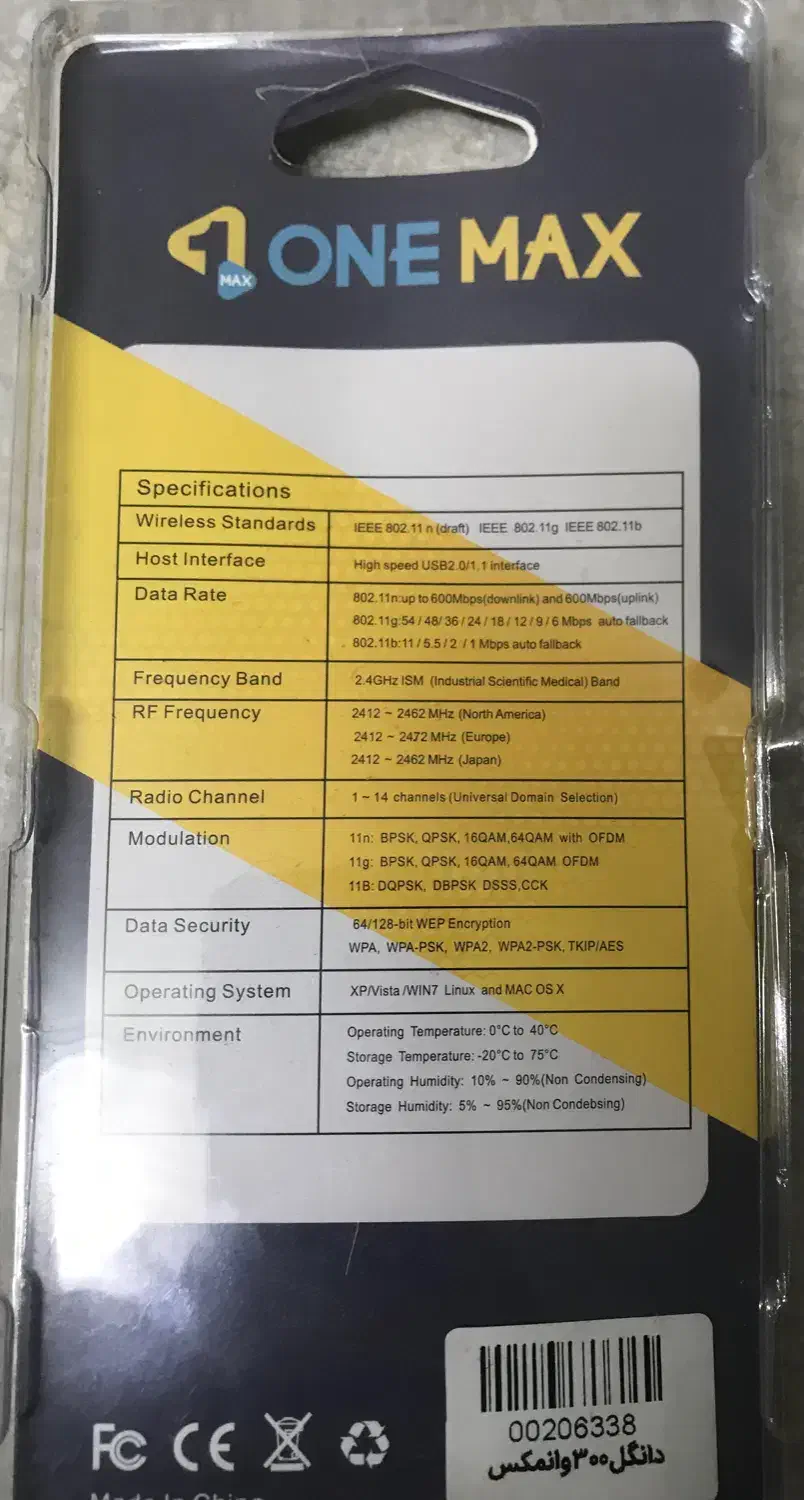 1 MAX ONE MAX
Specifications
Wireless Standards IEEE 802.11 n (draft) IEEE 802.11g IEEE 802.11b
Host Interface High speed USB2.0/1.1 interface
Data Rate 802.11n:up to 600Mbps(downlink) and 600Mbps(uplink)
802.11g:54 / 48/ 36 / 24 / 18 / 12 / 9 / 6 Mbps auto fallback
802.11b:11 / 5.5 / 2 / 1 Mbps auto fallback
Frequency Band 2.4GHz ISM (Industrial Scientific Medical) Band
RF Frequency 2412 ~ 2462 MHz (North America)
2412 ~ 2472 MHz (Europe)
2412 ~ 2462 MHz (Japan)
Radio Channel 1 ~ 14 channels (Universal Domain Selection)
Modulation 11n: BPSK, QPSK, 16QAM,64QAM with OFDM
11g: BPSK, QPSK, 16QAM, 64QAM OFDM
11B: DQPSK, DBPSK DSSS,CCK
Data Security 64/128-bit WEP Encryption
WPA, WPA-PSK, WPA2, WPA2-PSK, TKIP/AES
Operating System XP/Vista /WIN7 Linux and MAC OS X
Environment Operating Temperature: 0°C to 40°C
Storage Temperature: -20°C to 75°C
Operating Humidity: 10% ~ 90%(Non Condensing)
Storage Humidity: 5% ~ 95%(Non Condebsing)
00206338
دانگل۳۰۰وانمکس
FC CE
Made In China